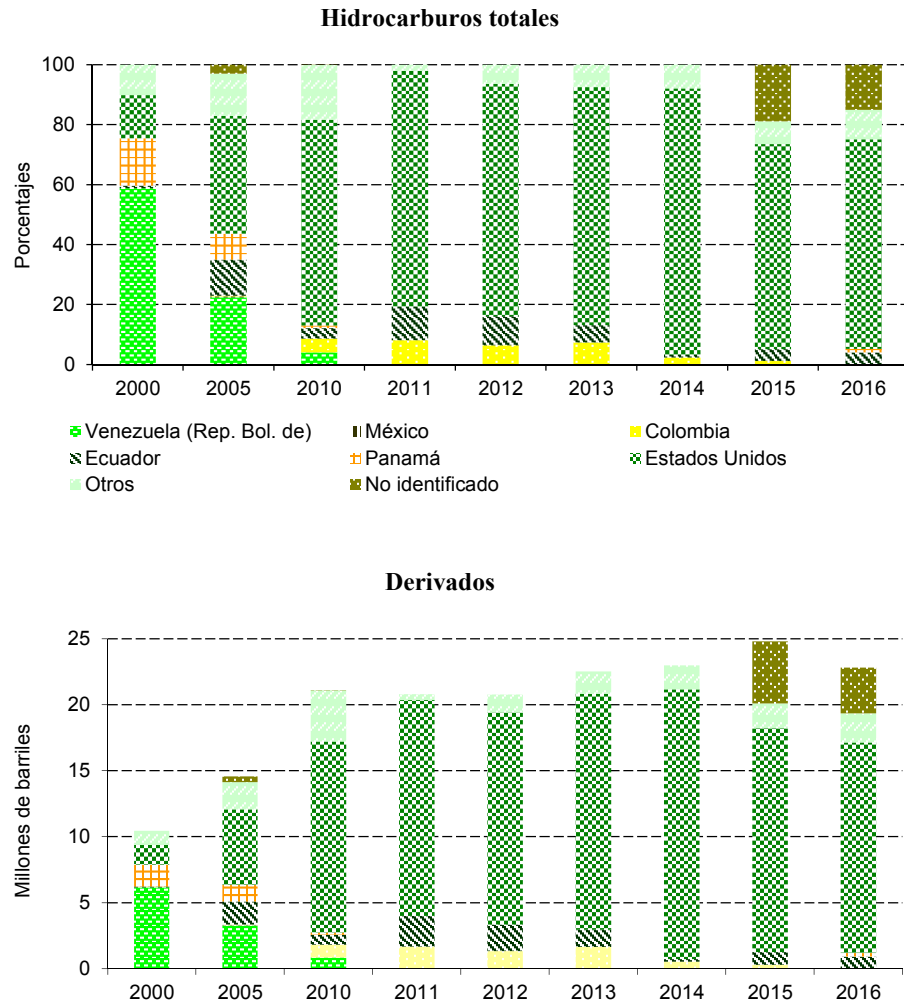 Hidrocarburos totales
Porcentajes
100
80
60
40
20
0
2000 2005 2010 2011 2012 2013 2014 2015 2016
Venezuela (Rep. Bol. de) México Colombia
Ecuador Panamá Estados Unidos
Otros No identificado
Derivados
Millones de barriles
25
20
15
10
5
0
2000 2005 2010 2011 2012 2013 2014 2015 2016